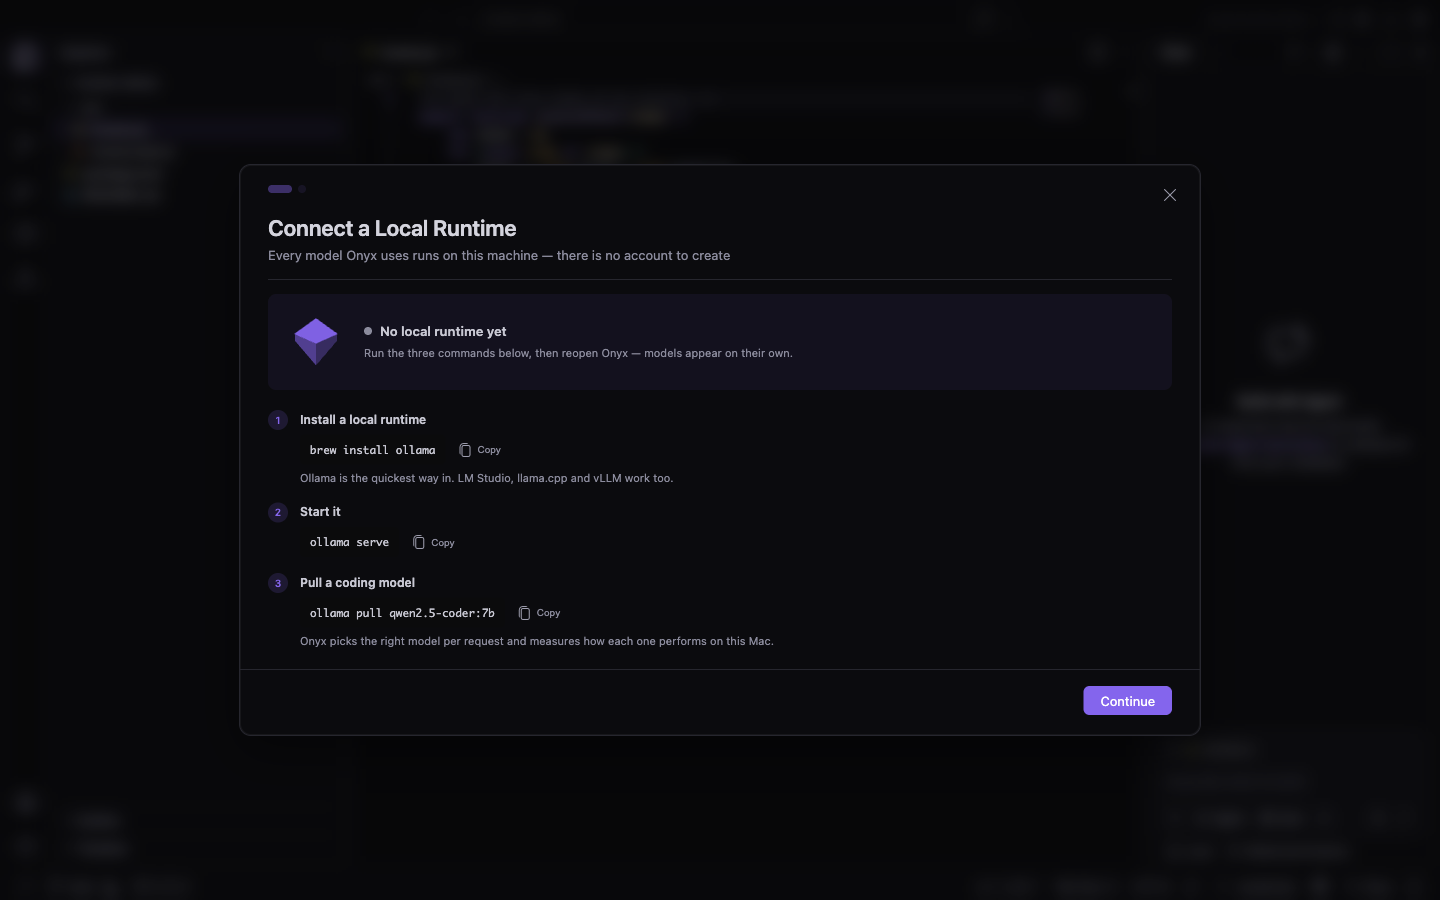 Connect a Local Runtime
Every model Onyx uses runs on this machine — there is no account to create
No local runtime yet
Run the three commands below, then reopen Onyx — models appear on their own.
1 Install a local runtime
brew install ollama Copy
Ollama is the quickest way in. LM Studio, llama.cpp and vLLM work too.
2 Start it
ollama serve Copy
3 Pull a coding model
ollama pull qwen2.5-coder:7b Copy
Onyx picks the right model per request and measures how each one performs on this Mac.
Continue